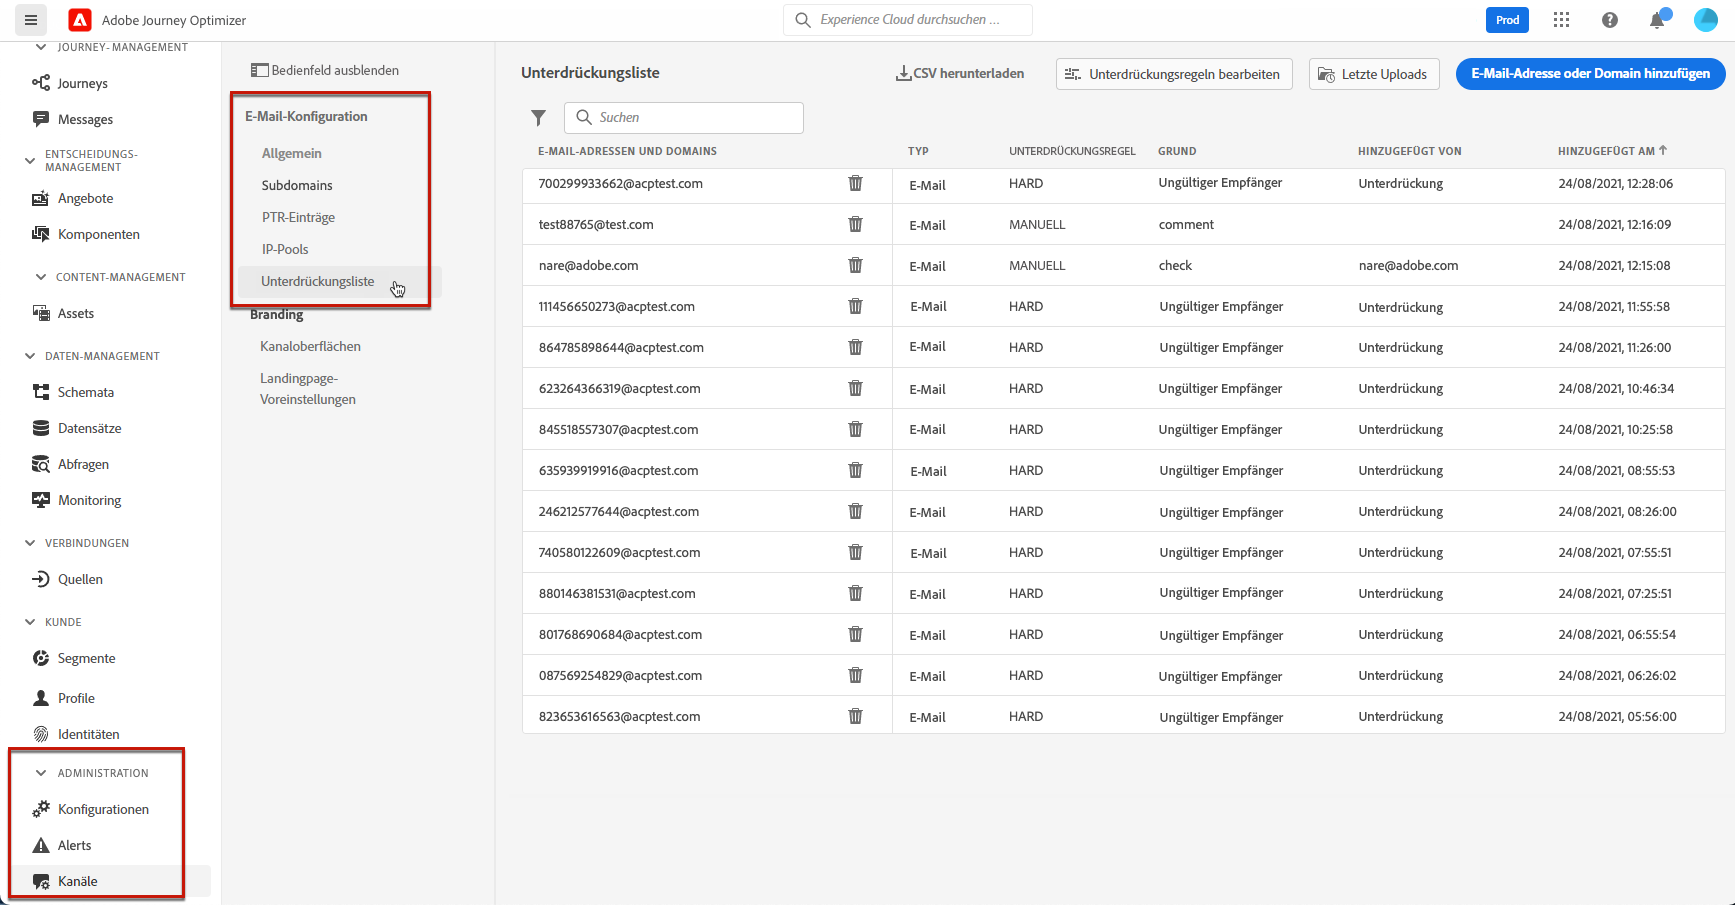 Adobe Journey Optimizer
Experience Cloud durchsuchen ...
Prod
JOURNEY-MANAGEMENT
Journeys
Messages
ENTSCHEIDUNGS-
MANAGEMENT
Angebote
Komponenten
CONTENT-MANAGEMENT
Assets
DATEN-MANAGEMENT
Schemata
Datensätze
Abfragen
Monitoring
VERBINDUNGEN
Quellen
KUNDE
Segmente
Profile
Identitäten
ADMINISTRATION
Konfigurationen
Alerts
Kanäle
Bedienfeld ausblenden
E-Mail-Konfiguration
Allgemein
Subdomains
PTR-Einträge
IP-Pools
Unterdrückungsliste
Branding
Kanaloberflächen
Landingpage-
Voreinstellungen
Unterdrückungsliste
CSV herunterladen
Unterdrückungsregeln bearbeiten
Letzte Uploads
E-Mail-Adresse oder Domain hinzufügen
Suchen
E-MAIL-ADRESSEN UND DOMAINS TYP UNTERDRÜCKUNGSREGEL GRUND HINZUGEFÜGT VON HINZUGEFÜGT AM ↑
700299933662@acptest.com E-Mail HARD Ungültiger Empfänger Unterdrückung 24/08/2021, 12:28:06
test88765@test.com E-Mail MANUELL comment 24/08/2021, 12:16:09
nare@adobe.com E-Mail MANUELL check nare@adobe.com 24/08/2021, 12:15:08
111456650273@acptest.com E-Mail HARD Ungültiger Empfänger Unterdrückung 24/08/2021, 11:55:58
864785898644@acptest.com E-Mail HARD Ungültiger Empfänger Unterdrückung 24/08/2021, 11:26:00
623264366319@acptest.com E-Mail HARD Ungültiger Empfänger Unterdrückung 24/08/2021, 10:46:34
845518557307@acptest.com E-Mail HARD Ungültiger Empfänger Unterdrückung 24/08/2021, 10:25:58
635939919916@acptest.com E-Mail HARD Ungültiger Empfänger Unterdrückung 24/08/2021, 08:55:53
246212577644@acptest.com E-Mail HARD Ungültiger Empfänger Unterdrückung 24/08/2021, 08:26:00
740580122609@acptest.com E-Mail HARD Ungültiger Empfänger Unterdrückung 24/08/2021, 07:55:51
880146381531@acptest.com E-Mail HARD Ungültiger Empfänger Unterdrückung 24/08/2021, 07:25:51
801768690684@acptest.com E-Mail HARD Ungültiger Empfänger Unterdrückung 24/08/2021, 06:55:54
087569254829@acptest.com E-Mail HARD Ungültiger Empfänger Unterdrückung 24/08/2021, 06:26:02
823653616563@acptest.com E-Mail HARD Ungültiger Empfänger Unterdrückung 24/08/2021, 05:56:00